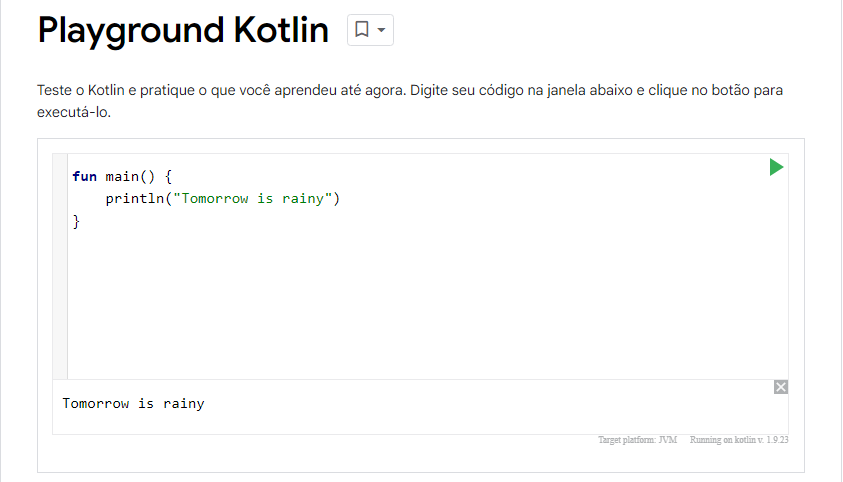 Playground Kotlin
Teste o Kotlin e pratique o que você aprendeu até agora. Digite seu código na janela abaixo e clique no botão para
executá-lo.
fun main() {
    println("Tomorrow is rainy")
}
Tomorrow is rainy
Target platform: JVM    Running on kotlin v. 1.9.23